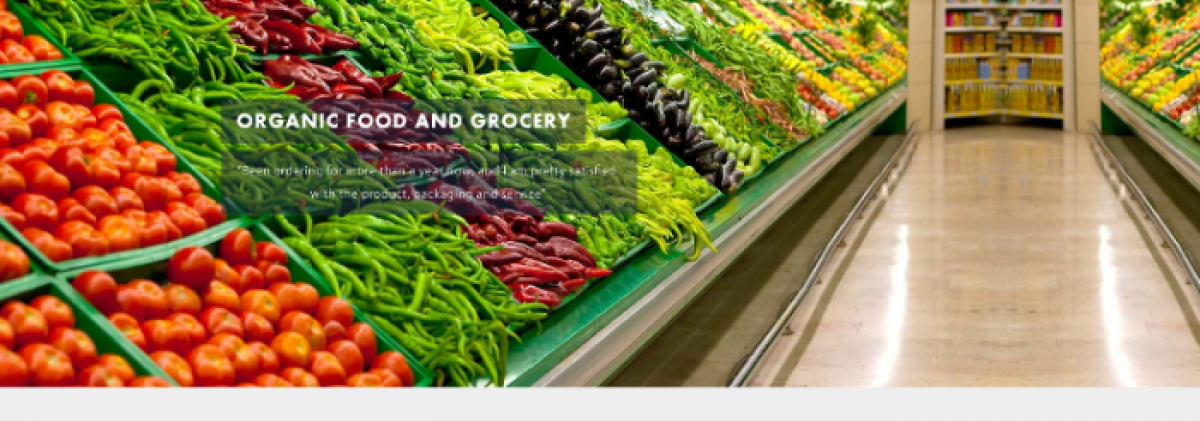 ORGANIC FOOD AND GROCERY
"Been ordering for more than a year now, and I am pretty satisfied
with the product, packaging and service"